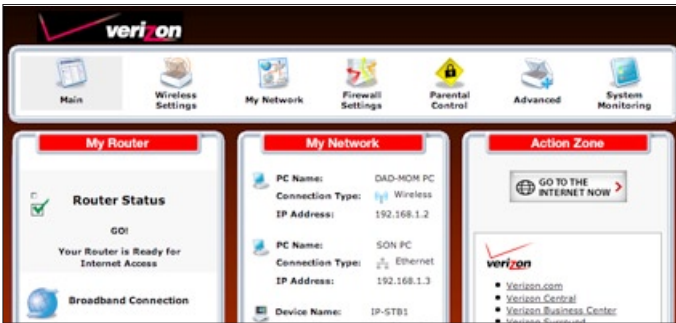 verizon
Main
Wireless
Settings
My Network
Firewall
Settings
Parental
Control
Advanced
System
Monitoring
My Router
Router Status
GO!
Your Router is Ready for
Internet Access
Broadband Connection
My Network
PC Name: DAD-MOM PC
Connection Type: Wireless
IP Address: 192.168.1.2
PC Name: SON PC
Connection Type: Ethernet
IP Address: 192.168.1.3
Device Name: IP-STB1
Action Zone
GO TO THE
INTERNET NOW >
verizon
Verizon.com
Verizon Central
Verizon Business Center
Verizon Surround